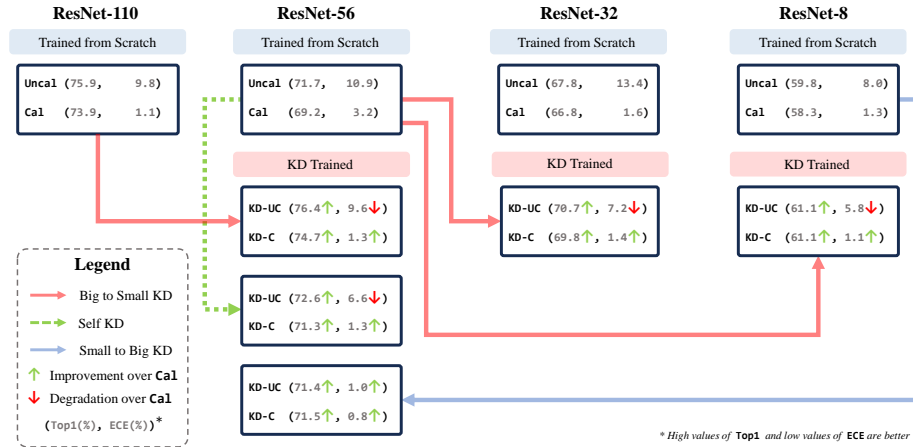 ResNet-110
Trained from Scratch
Uncal (75.9, 9.8)
Cal (73.9, 1.1)
ResNet-56
Trained from Scratch
Uncal (71.7, 10.9)
Cal (69.2, 3.2)
KD Trained
KD-UC (76.4↑, 9.6↓)
KD-C (74.7↑, 1.3↑)
KD-UC (72.6↑, 6.6↓)
KD-C (71.3↑, 1.3↑)
KD-UC (71.4↑, 1.0↑)
KD-C (71.5↑, 0.8↑)
ResNet-32
Trained from Scratch
Uncal (67.8, 13.4)
Cal (66.8, 1.6)
KD Trained
KD-UC (70.7↑, 7.2↓)
KD-C (69.8↑, 1.4↑)
ResNet-8
Trained from Scratch
Uncal (59.8, 8.0)
Cal (58.3, 1.3)
KD Trained
KD-UC (61.1↑, 5.8↓)
KD-C (61.1↑, 1.1↑)
Legend
Big to Small KD
Self KD
Small to Big KD
↑ Improvement over Cal
↓ Degradation over Cal
(Top1(%), ECE(%))*
* High values of Top1 and low values of ECE are better